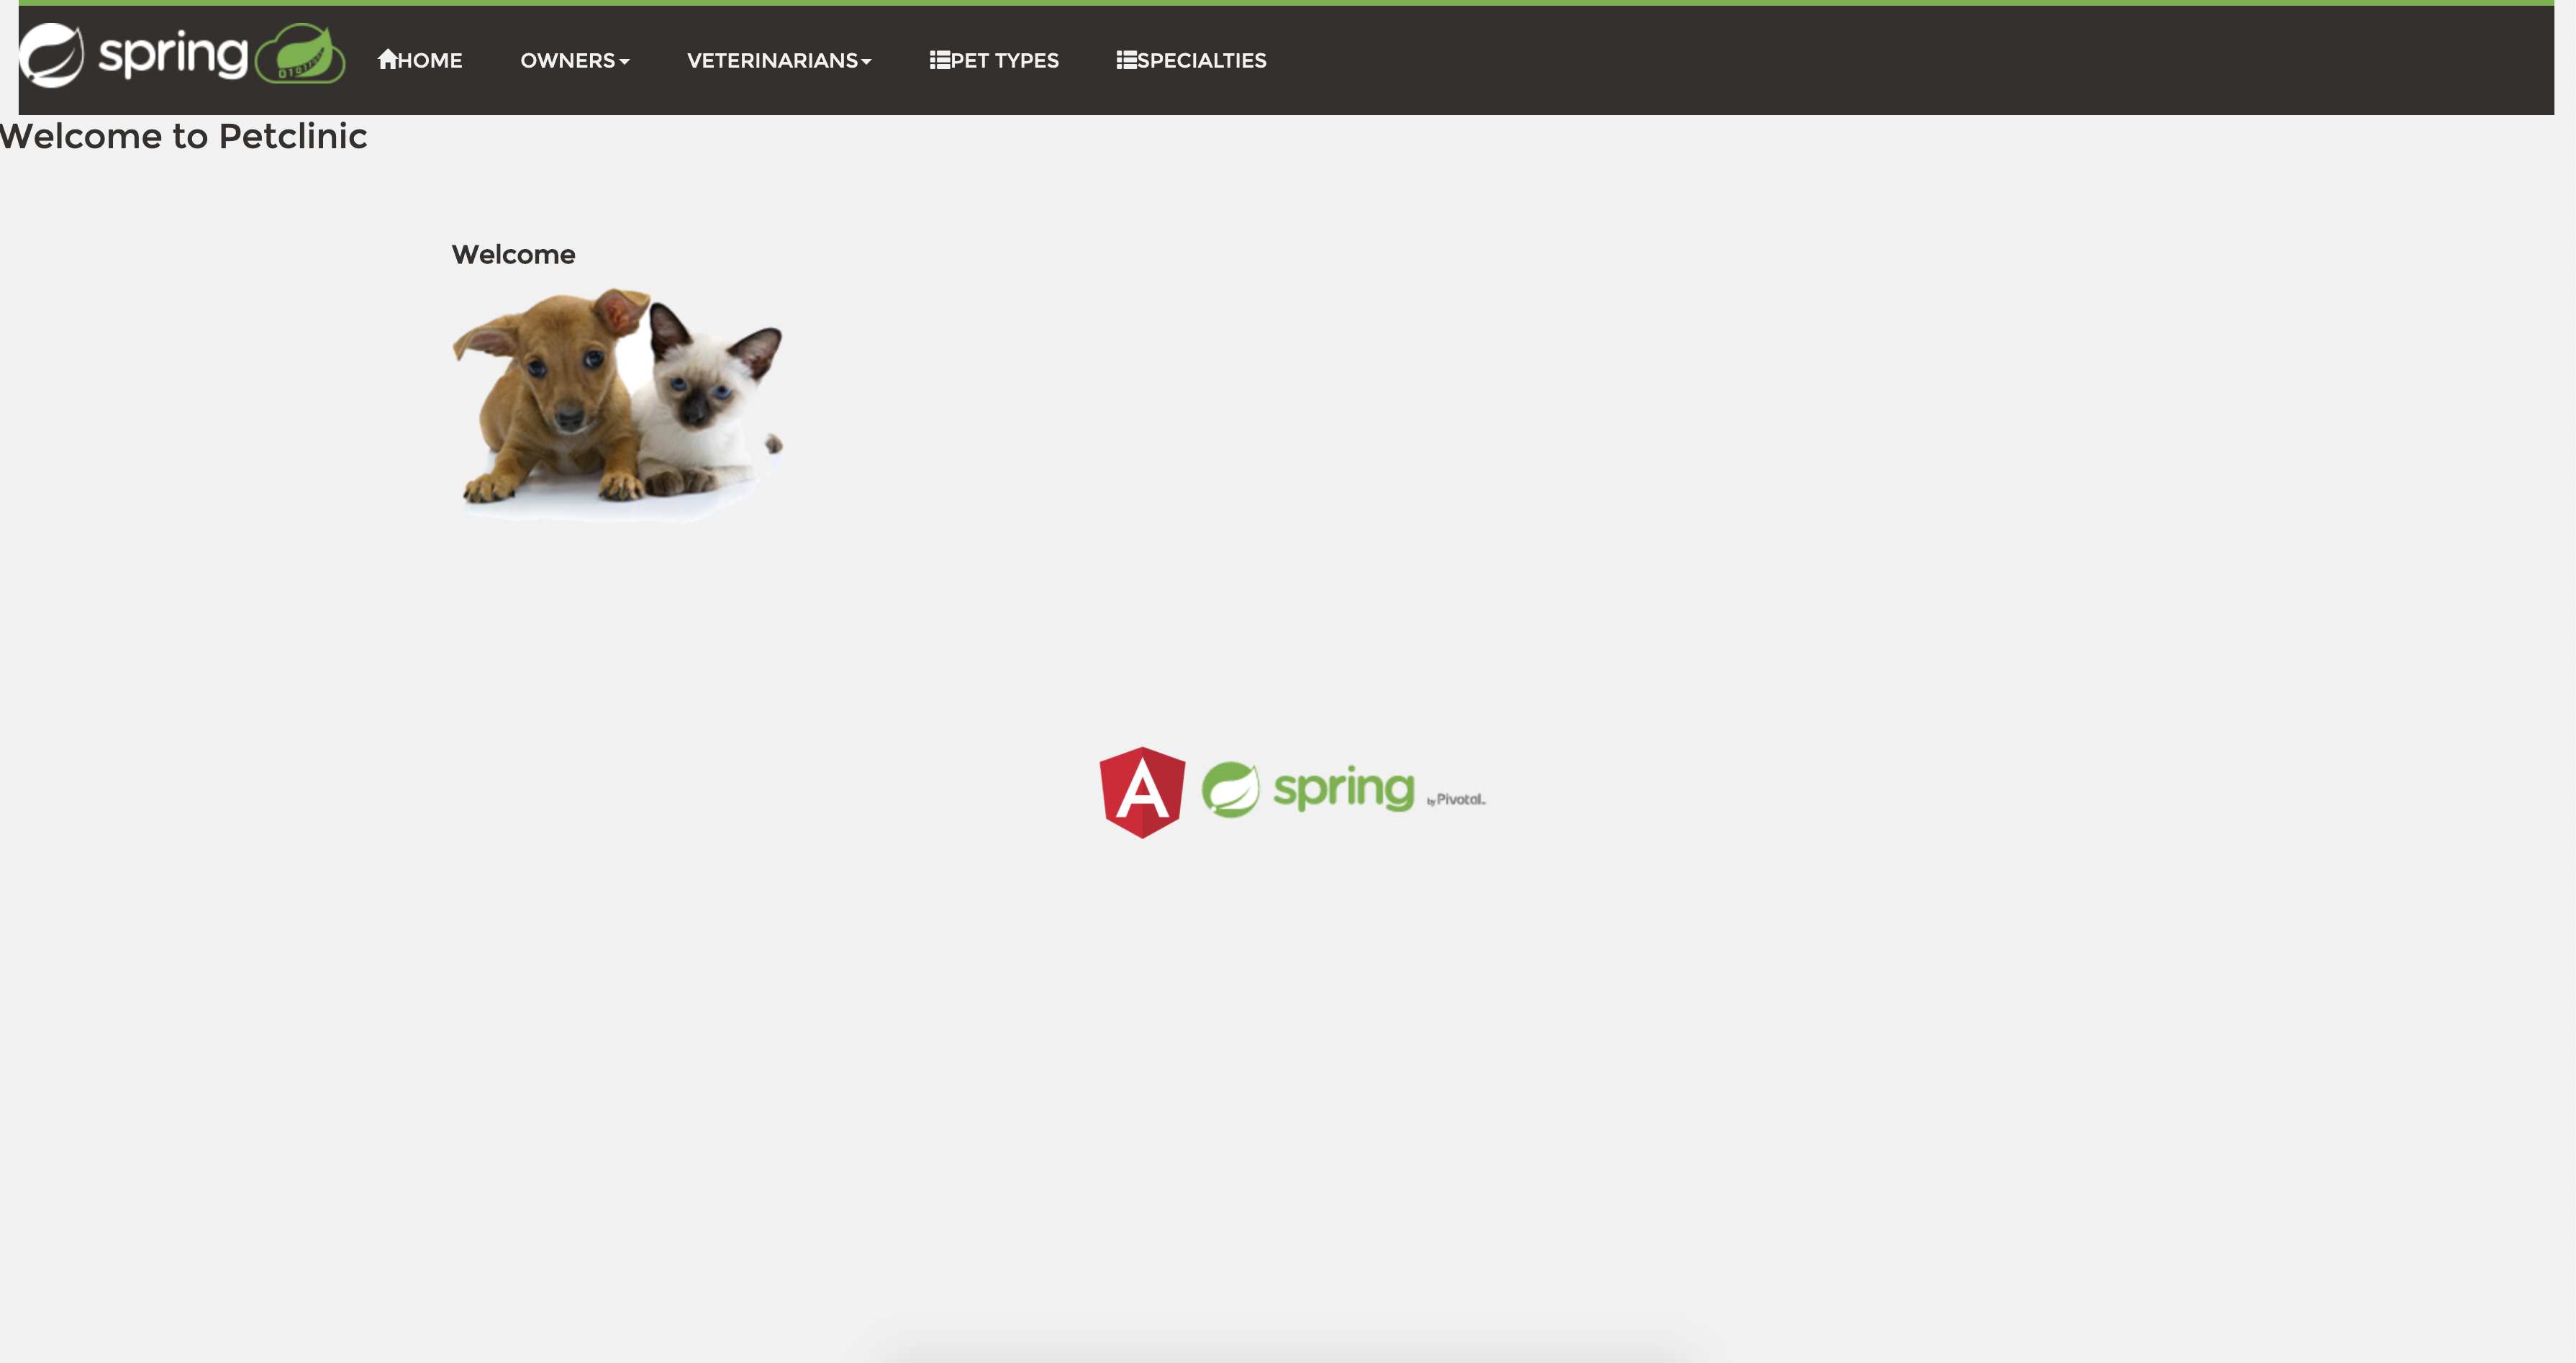 spring HOME OWNERS VETERINARIANS PET TYPES SPECIALTIES
Welcome to Petclinic
Welcome
spring by Pivotal